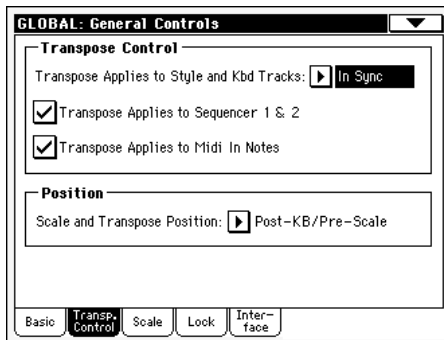 GLOBAL: General Controls
Transpose Control
Transpose Applies to Style and Kbd Tracks: In Sync
Transpose Applies to Sequencer 1 & 2
Transpose Applies to Midi In Notes
Position
Scale and Transpose Position: Post-KB/Pre-Scale
Basic Transp. Control Scale Lock Inter-face